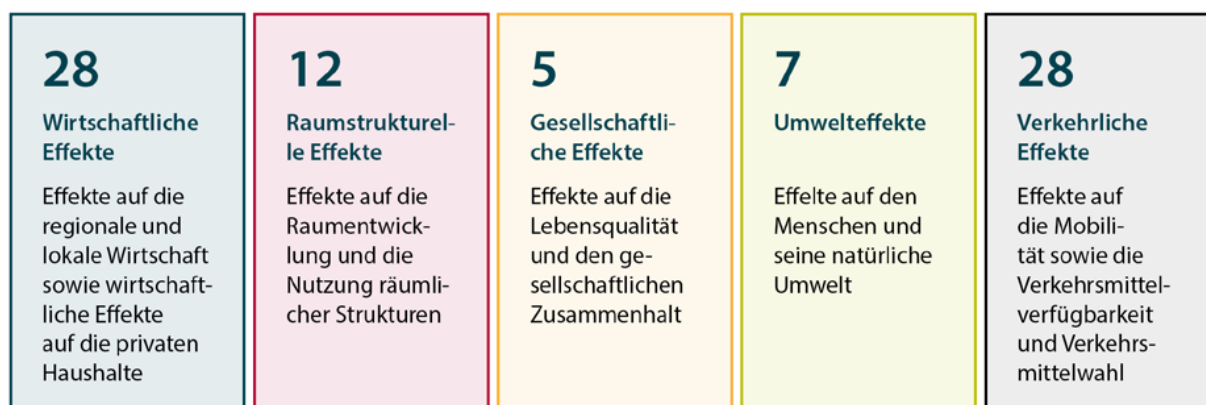 28
Wirtschaftliche
Effekte
Effekte auf die
regionale und
lokale Wirtschaft
sowie wirtschaft-
liche Effekte
auf die privaten
Haushalte
12
Raumstrukturel-
le Effekte
Effekte auf die
Raumentwick-
lung und die
Nutzung räumli-
cher Strukturen
5
Gesellschaftli-
che Effekte
Effekte auf die
Lebensqualität
und den ge-
sellschaftlichen
Zusammenhalt
7
Umwelteffekte
Effelte auf den
Menschen und
seine natürliche
Umwelt
28
Verkehrliche
Effekte
Effekte auf
die Mobili-
tät sowie die
Verkehrsmittel-
verfügbarkeit
und Verkehrs-
mittelwahl